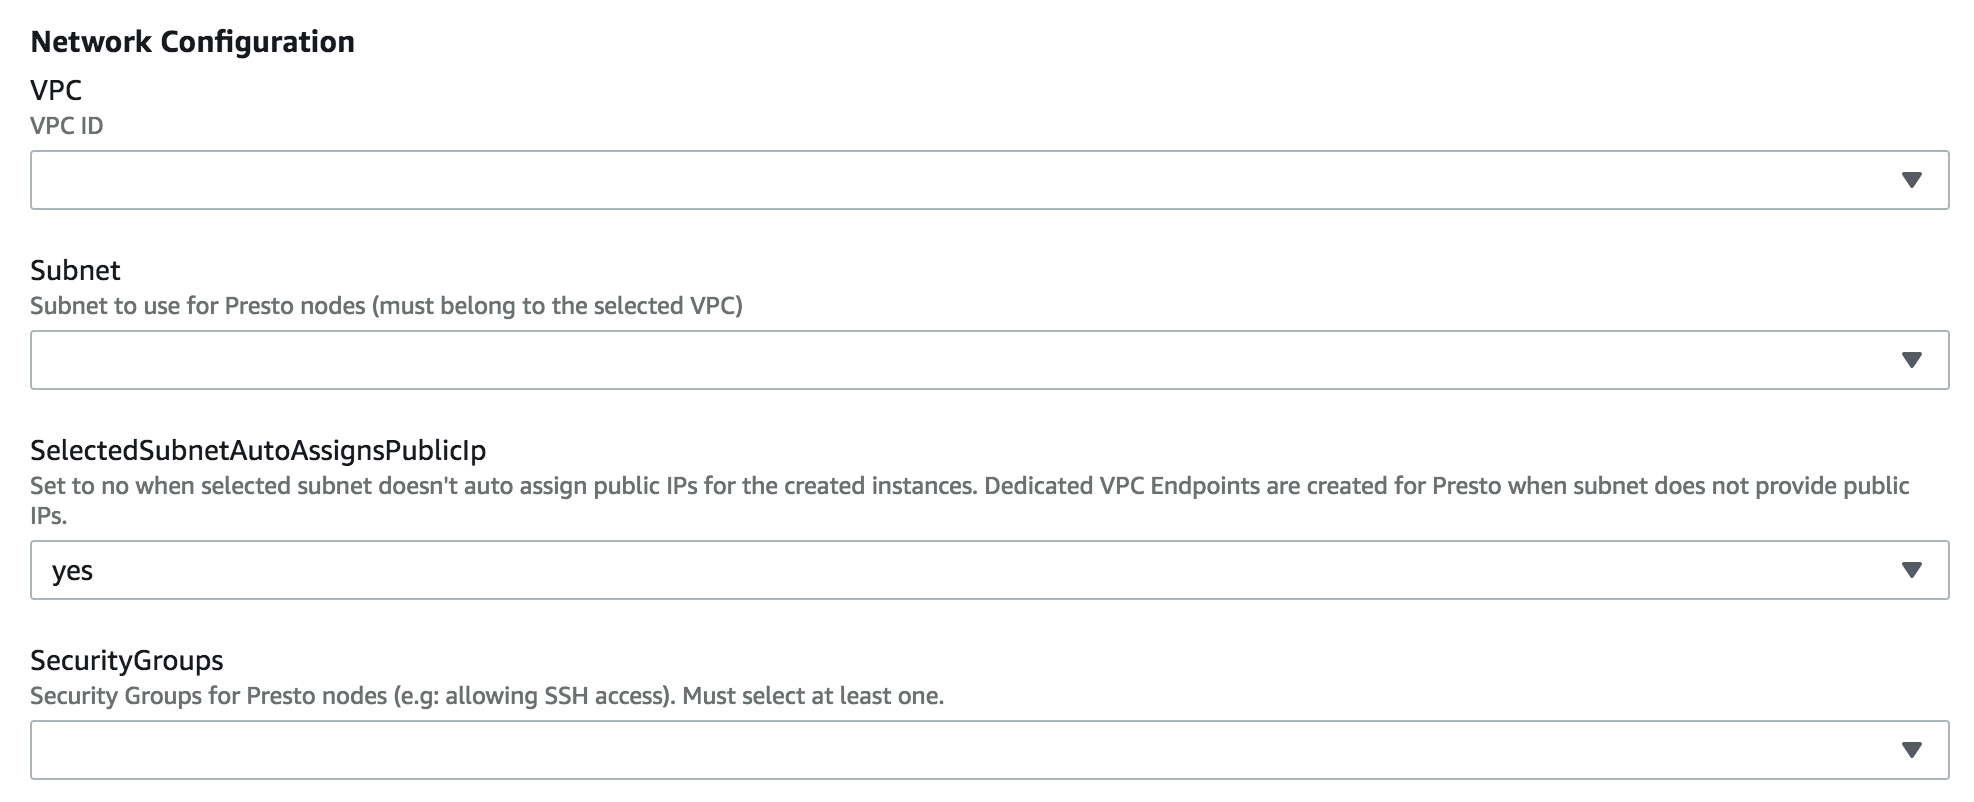 Network Configuration
VPC
VPC ID
Subnet
Subnet to use for Presto nodes (must belong to the selected VPC)
SelectedSubnetAutoAssignsPublicIp
Set to no when selected subnet doesn't auto assign public IPs for the created instances. Dedicated VPC Endpoints are created for Presto when subnet does not provide public
IPs.
yes
SecurityGroups
Security Groups for Presto nodes (e.g: allowing SSH access). Must select at least one.